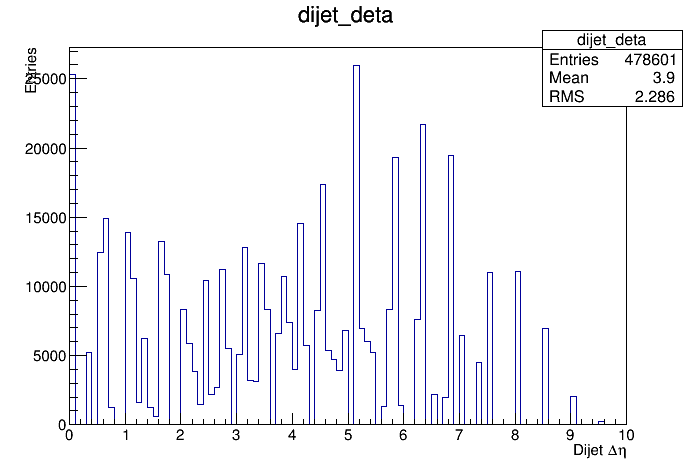 dijet_deta
dijet_deta
Entries 478601
Mean 3.9
RMS 2.286
Entries
25000
20000
15000
10000
5000
0
0 1 2 3 4 5 6 7 8 9 10
Dijet Δη